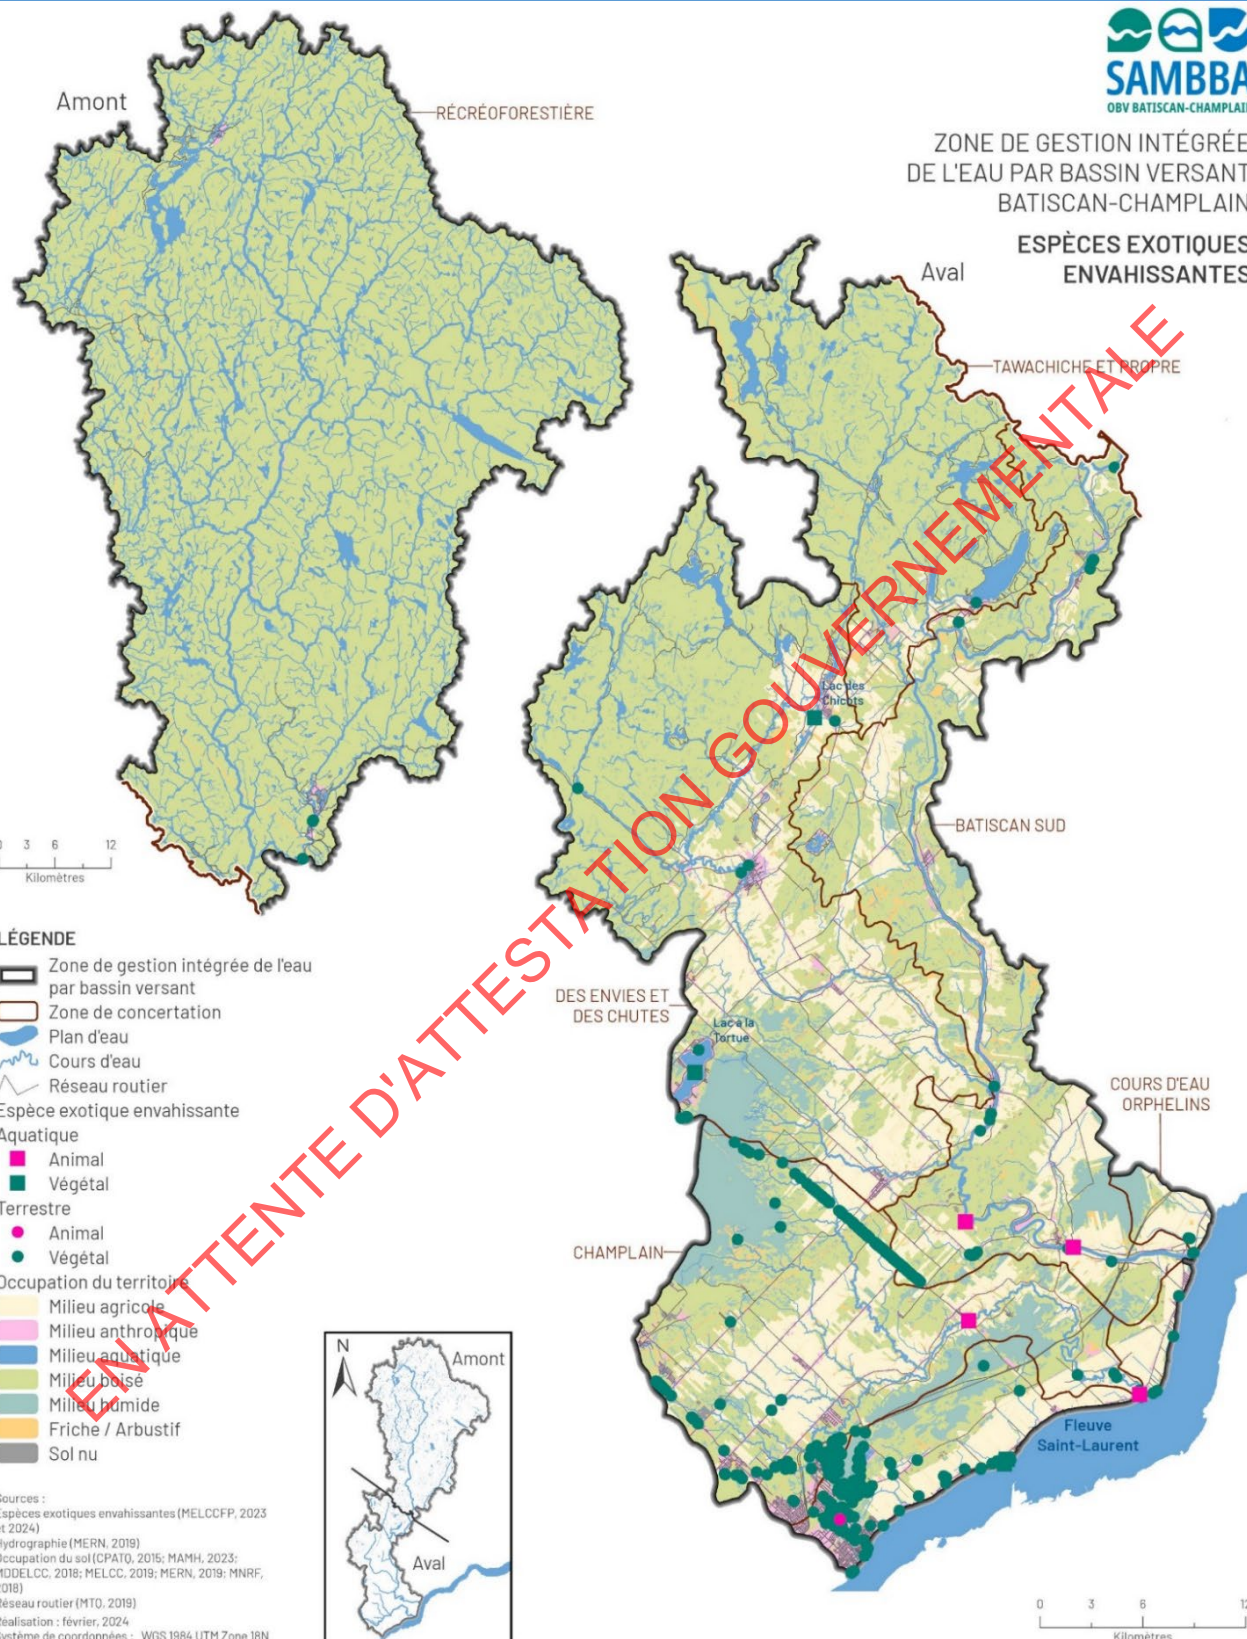 SAMBBA
OBV BATISCAN-CHAMPLAI
ZONE DE GESTION INTÉGRÉE
DE L'EAU PAR BASSIN VERSANT
BATISCAN-CHAMPLAIN
ESPÈCES EXOTIQUES
ENVAHISSANTES
Amont
RÉCRÉOFORESTIÈRE
Aval
TAWACHICHE ET PROPRE
Lac des
Chicots
BATISCAN SUD
0 3 6 12
Kilomètres
DES ENVIES ET
DES CHUTES
Lac à la
Tortue
COURS D'EAU
ORPHELINS
CHAMPLAIN
Fleuve
Saint-Laurent
EN ATTENTE D'ATTESTATION GOUVERNEMENTALE
LÉGENDE
Zone de gestion intégrée de l'eau
par bassin versant
Zone de concertation
Plan d'eau
Cours d'eau
Réseau routier
Espèce exotique envahissante
Aquatique
Animal
Végétal
Terrestre
Animal
Végétal
Occupation du territoire
Milieu agricole
Milieu anthropique
Milieu aquatique
Milieu boisé
Milieu humide
Friche / Arbustif
Sol nu
Sources :
Espèces exotiques envahissantes (MELCCFP, 2023
et 2024)
Hydrographie (MERN, 2019)
Occupation du sol (CPATQ, 2015; MAMH, 2023;
MDDELCC, 2018; MELCC, 2019; MERN, 2019; MNRF,
2018)
Réseau routier (MTQ, 2019)
Réalisation : février, 2024
Système de coordonnées : WGS 1984 UTM Zone 18N
N
Amont
Aval
0 3 6 12
Kilomètres